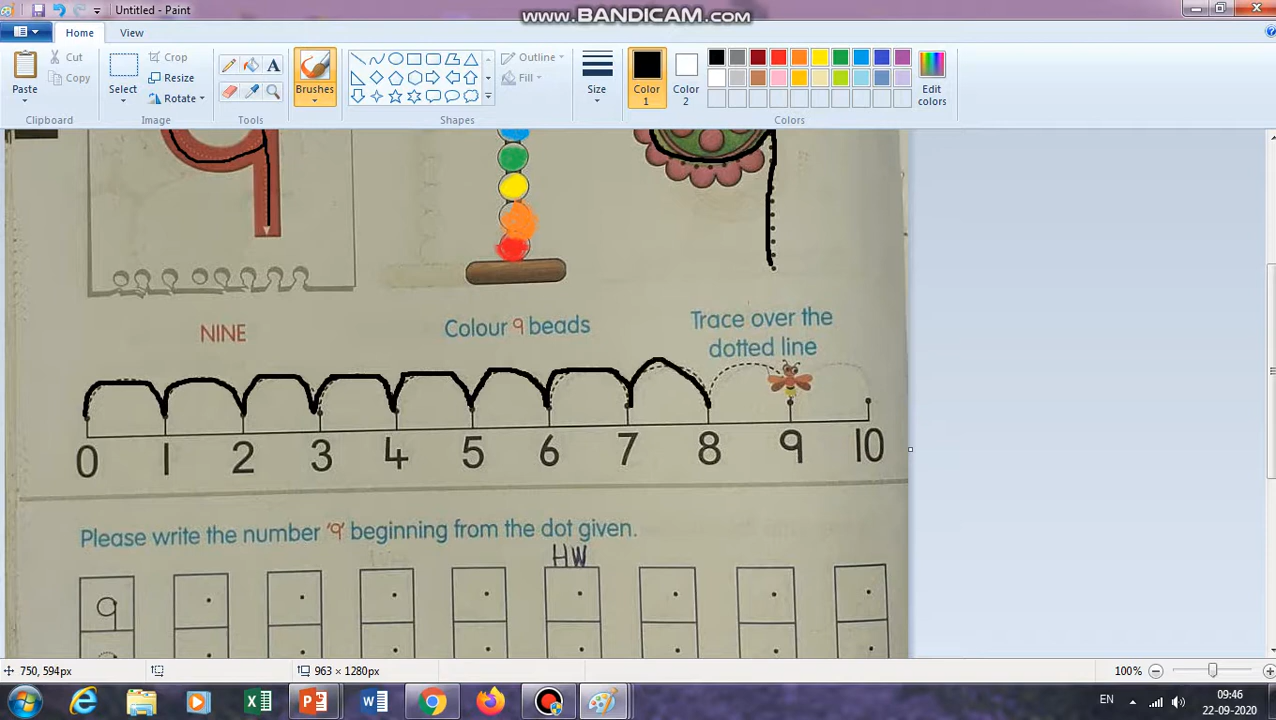 Untitled - Paint
www.BANDICAM.com
Home
View
Paste
Cut
Copy
Clipboard
Select
Crop
Resize
Rotate
Image
A
Tools
Brushes
Outline
Fill
Shapes
Size
Color 1
Color 2
Edit colors
Colors
9
NINE
Colour 9 beads
Trace over the
dotted line
0 1 2 3 4 5 6 7 8 9 10
Please write the number '9' beginning from the dot given.
HW
9
750, 594px
963 × 1280px
100%
EN
09:46
22-09-2020